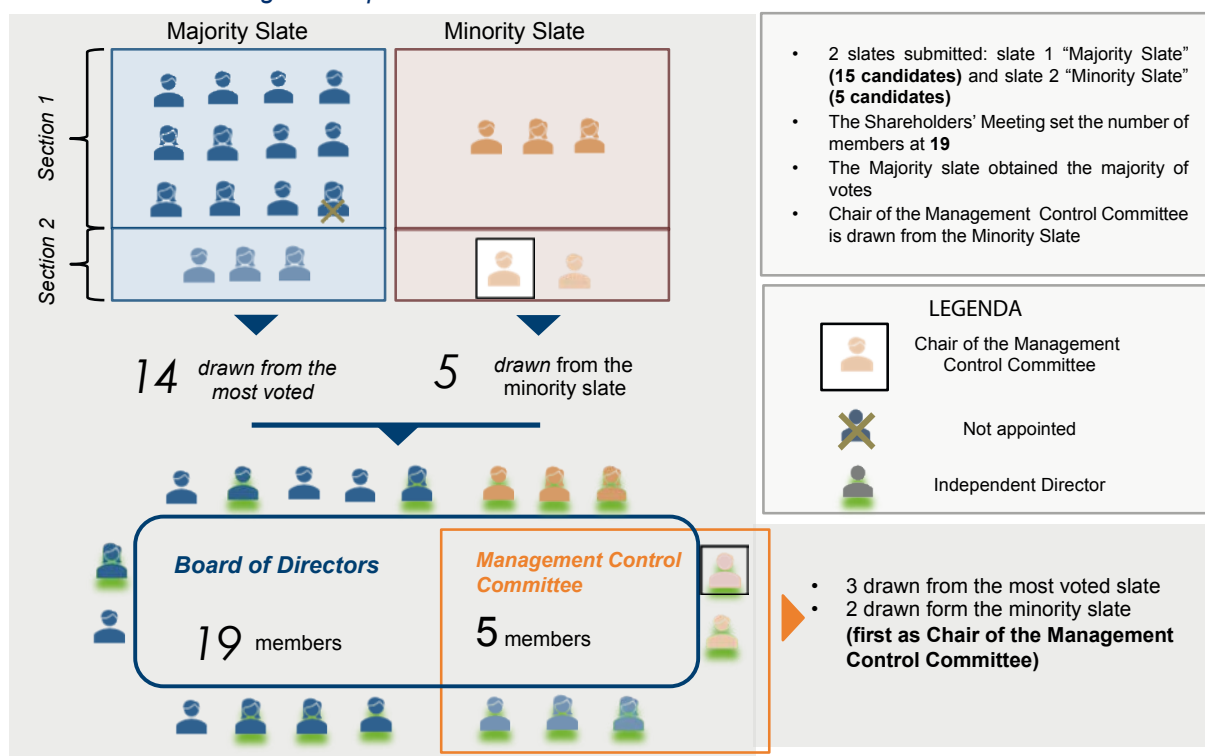 Majority Slate
Minority Slate
Section 1
Section 2
14
drawn from the
most voted
5
drawn from the
minority slate
Board of Directors
19 members
Management Control
Committee
5 members
• 2 slates submitted: slate 1 “Majority Slate”
(15 candidates) and slate 2 “Minority Slate”
(5 candidates)
• The Shareholders’ Meeting set the number of
members at 19
• The Majority slate obtained the majority of
votes
• Chair of the Management Control Committee
is drawn from the Minority Slate
LEGENDA
Chair of the Management
Control Committee
Not appointed
Independent Director
• 3 drawn from the most voted slate
• 2 drawn form the minority slate
(first as Chair of the Management
Control Committee)